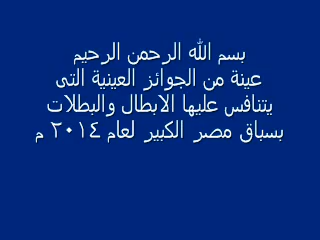 بسم الله الرحمن الرحيم
عينة من الجوائز العينية التى
يتنافس عليها الابطال والبطلات
بسباق مصر الكبير لعام ٢٠١٤ م